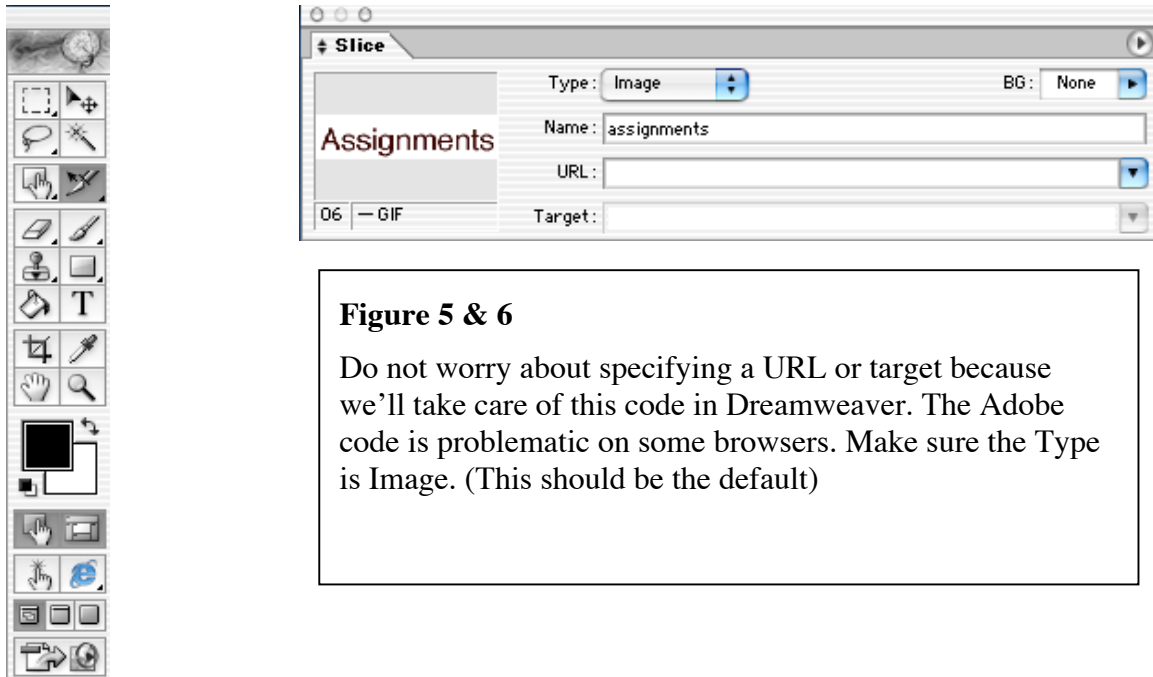 Slice
Type: Image BG: None
Assignments
Name: assignments
URL:
06 — GIF Target:
T
Figure 5 & 6
Do not worry about specifying a URL or target because
we’ll take care of this code in Dreamweaver. The Adobe
code is problematic on some browsers. Make sure the Type
is Image. (This should be the default)